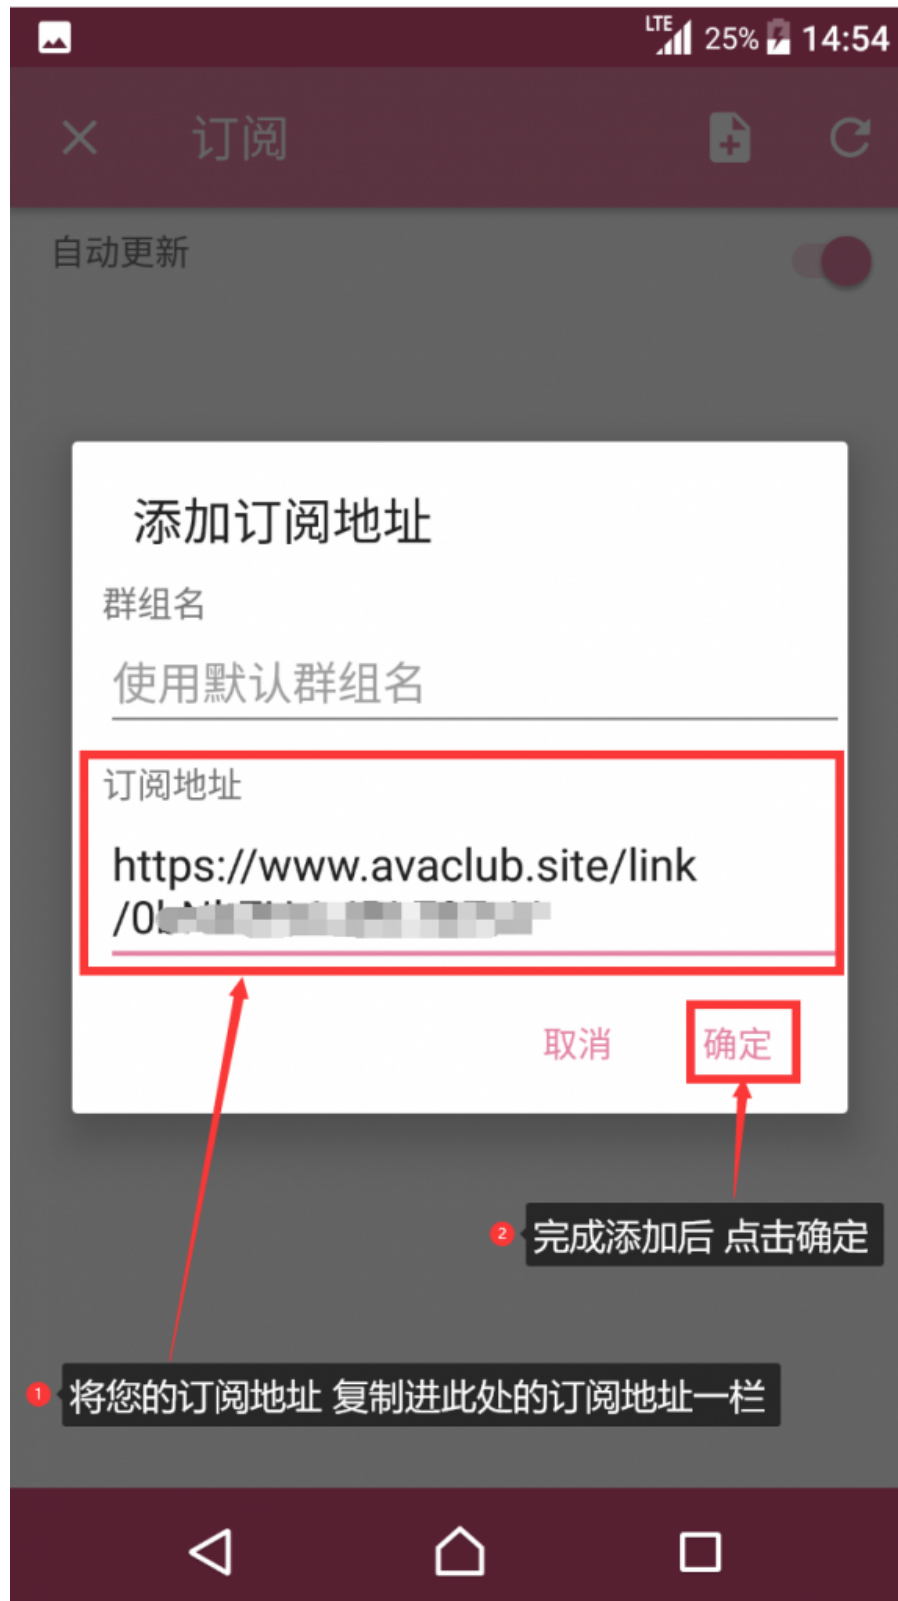 LTE 25% 14:54
订阅
自动更新
添加订阅地址
群组名
使用默认群组名
订阅地址
https://www.avaclub.site/link
/0
取消 确定
2 完成添加后 点击确定
1 将您的订阅地址 复制进此处的订阅地址一栏